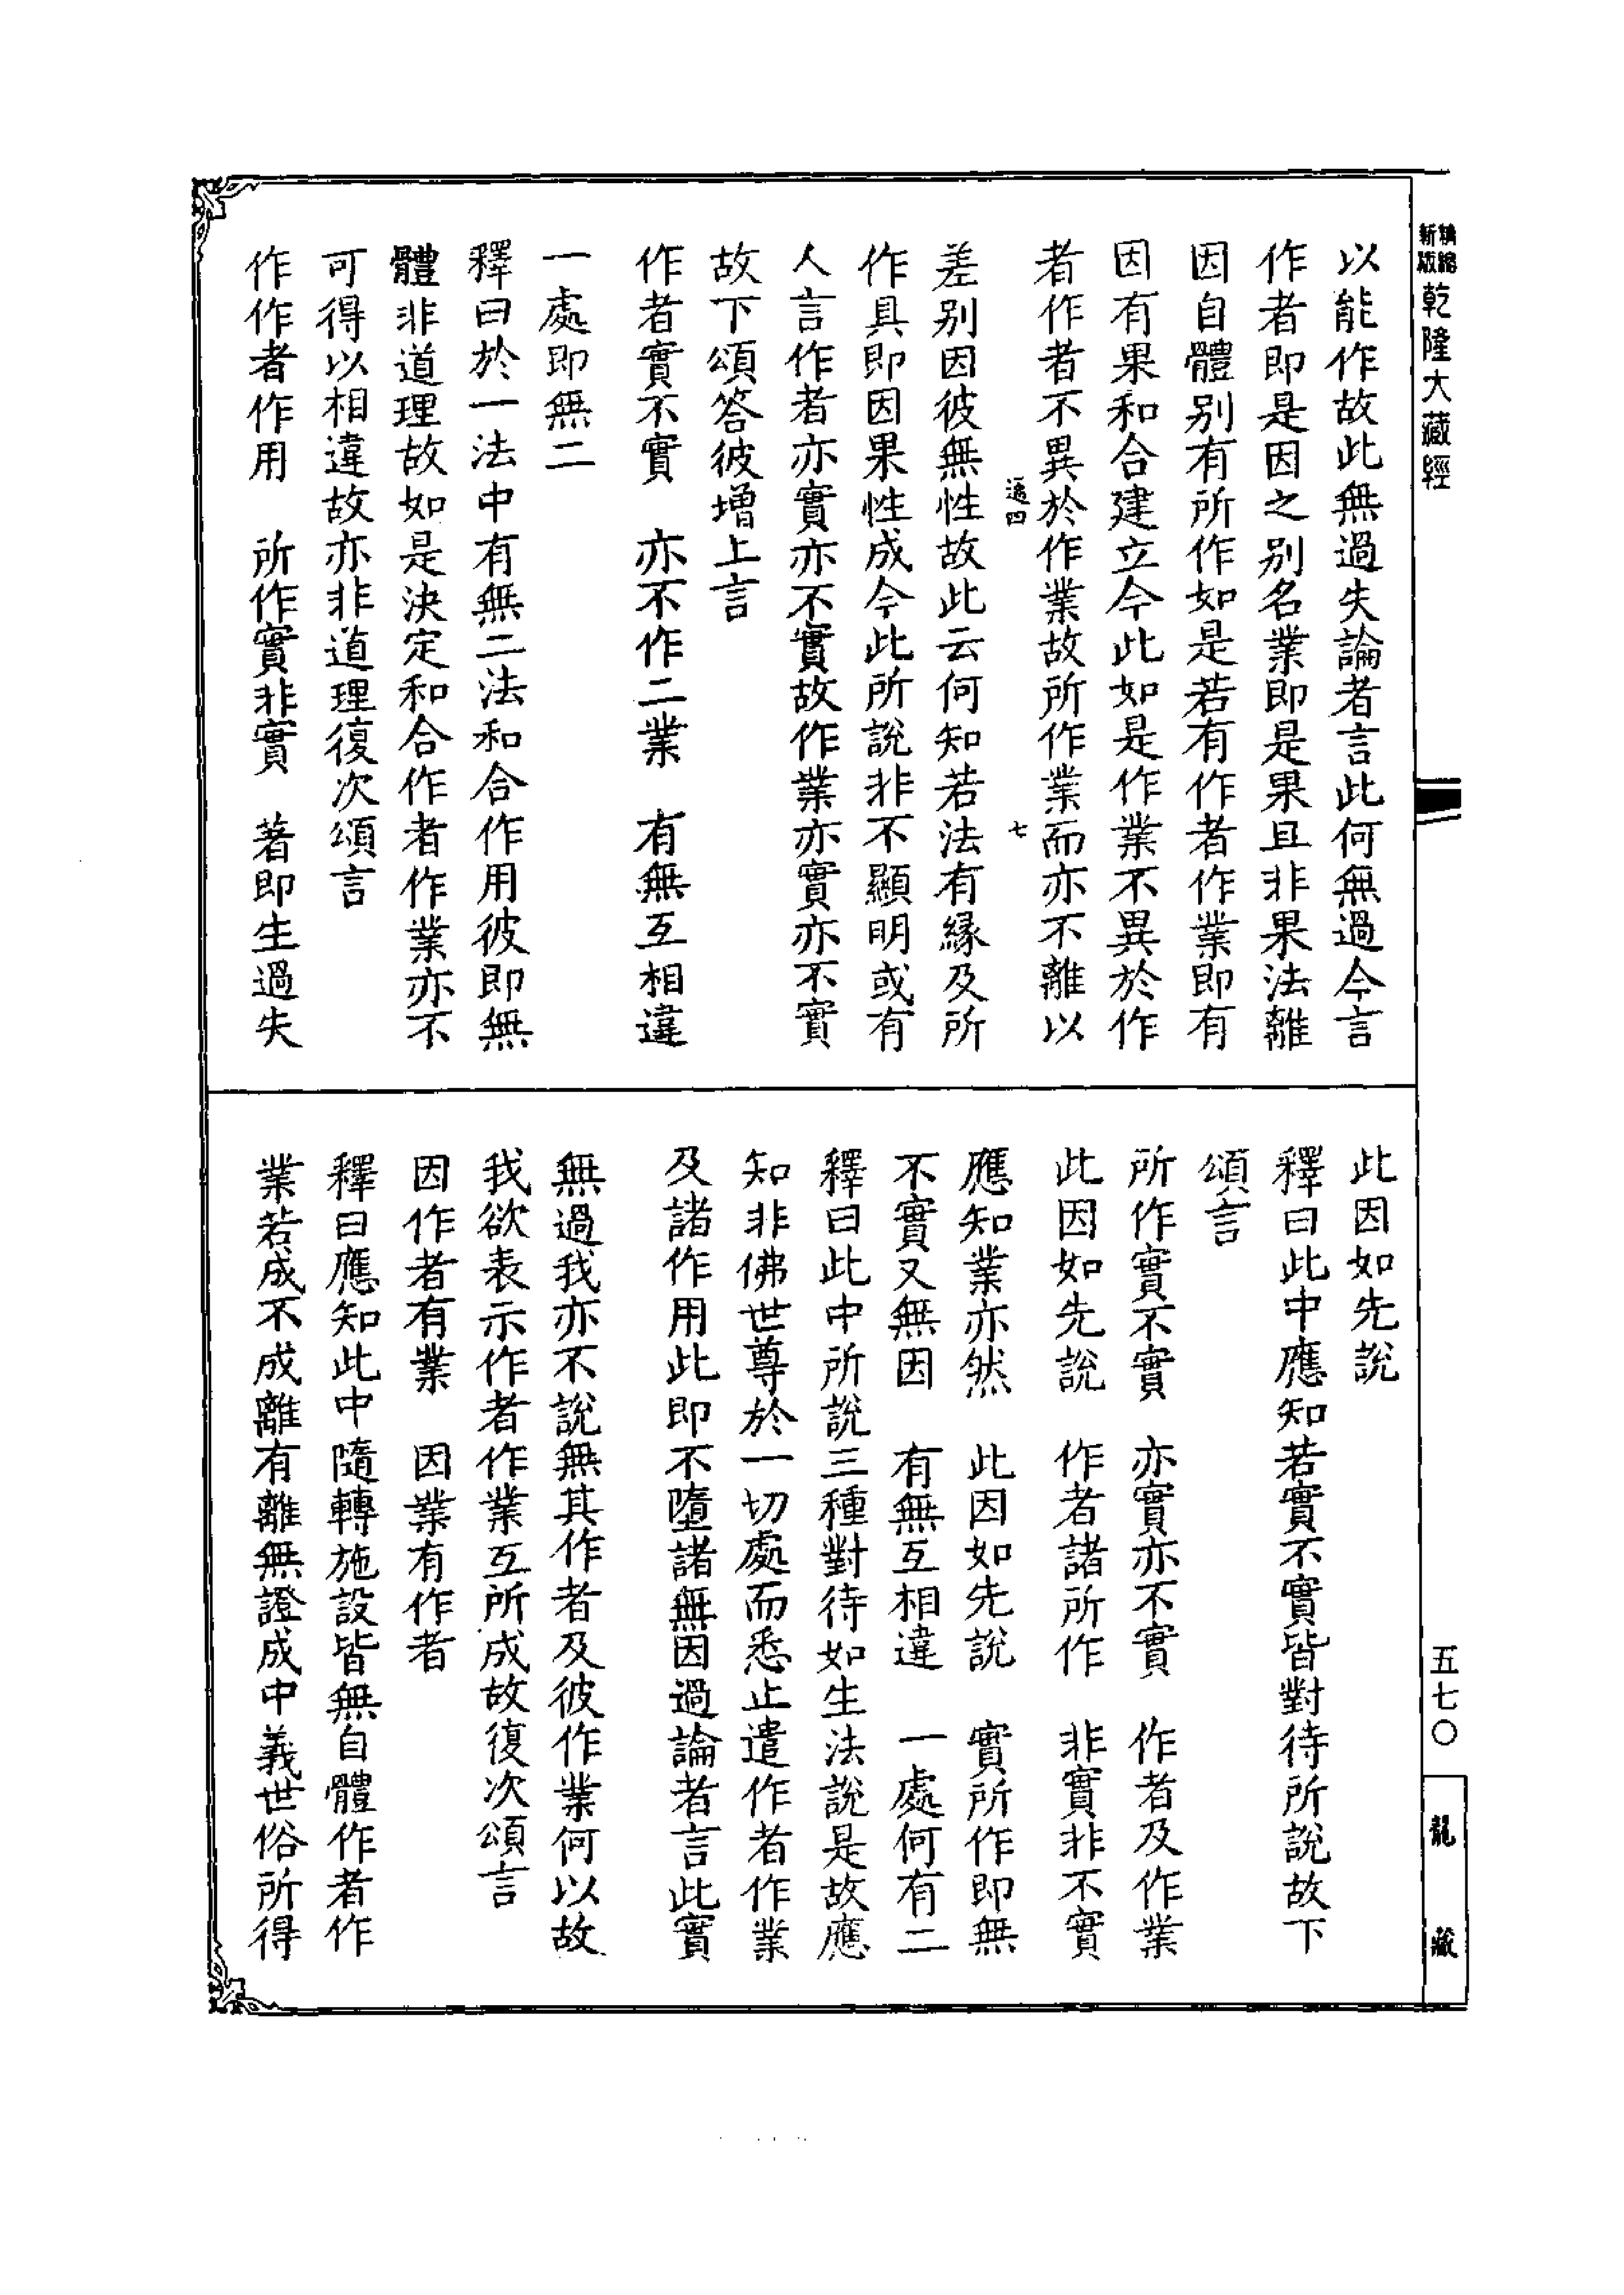 精縮新版乾隆大藏經
以能作故此無過失論者言此何無過今言
作者即是因之別名業即是果且非果法離
因自體別有所作如是若有作者作業即有
因有果和合建立今此如是作業不異於作
者作者不異於作業故所作業而亦不離以
四 七
差別因彼無性故此云何知若法有緣及所
作具即因果性成今此所說非不顯明或有
人言作者亦實亦不實故作業亦實亦不實
故下頌答彼增上言
作者實不實　亦不作二業　有無互相違
一處即無二
釋曰於一法中有無二法和合作用彼即無
體非道理故如是決定和合作者作業亦不
可得以相違故亦非道理復次頌言
作作者作用　所作實非實　著即生過失
此因如先說
釋曰此中應知若實不實皆對待所說故下
頌言
所作實不實　亦實亦不實　作者及作業
此因如先說　作者諸所作　非實非不實
應知業亦然　此因如先說　實所作即無
不實又無因　有無互相違　一處何有二
釋曰此中所說三種對待如生法說是故應
知非佛世尊於一切處而悉止遣作者作業
及諸作用此即不墮諸無因過論者言此實
無過我亦不說無其作者及彼作業何以故
我欲表示作者作業互所成故復次頌言
因作者有業　因業有作者
釋曰應知此中隨轉施設皆無自體作者作
業若成不成離有離無證成中義世俗所得
五七〇
龍藏